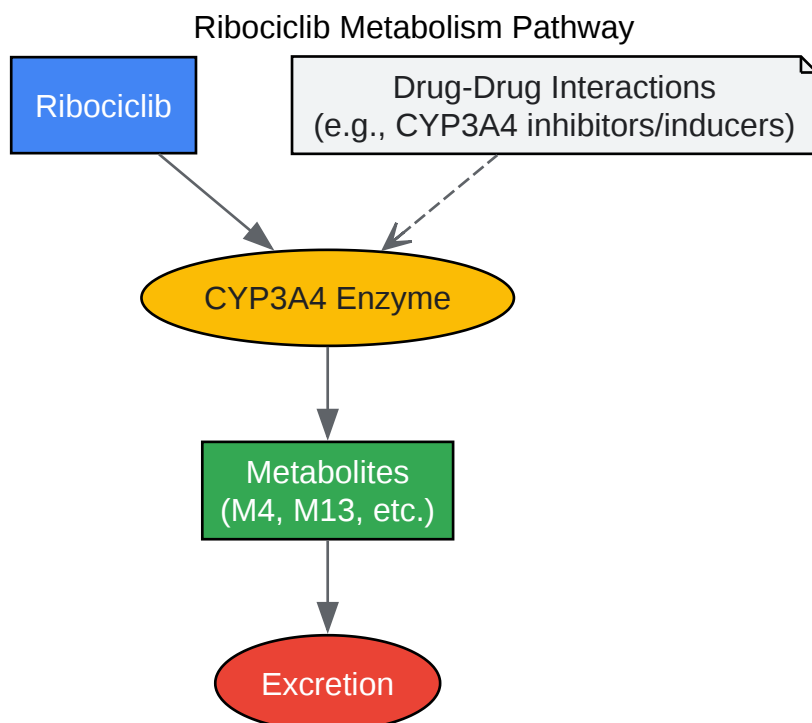 Ribociclib Metabolism Pathway
Ribociclib
Drug-Drug Interactions
(e.g., CYP3A4 inhibitors/inducers)
CYP3A4 Enzyme
Metabolites
(M4, M13, etc.)
Excretion